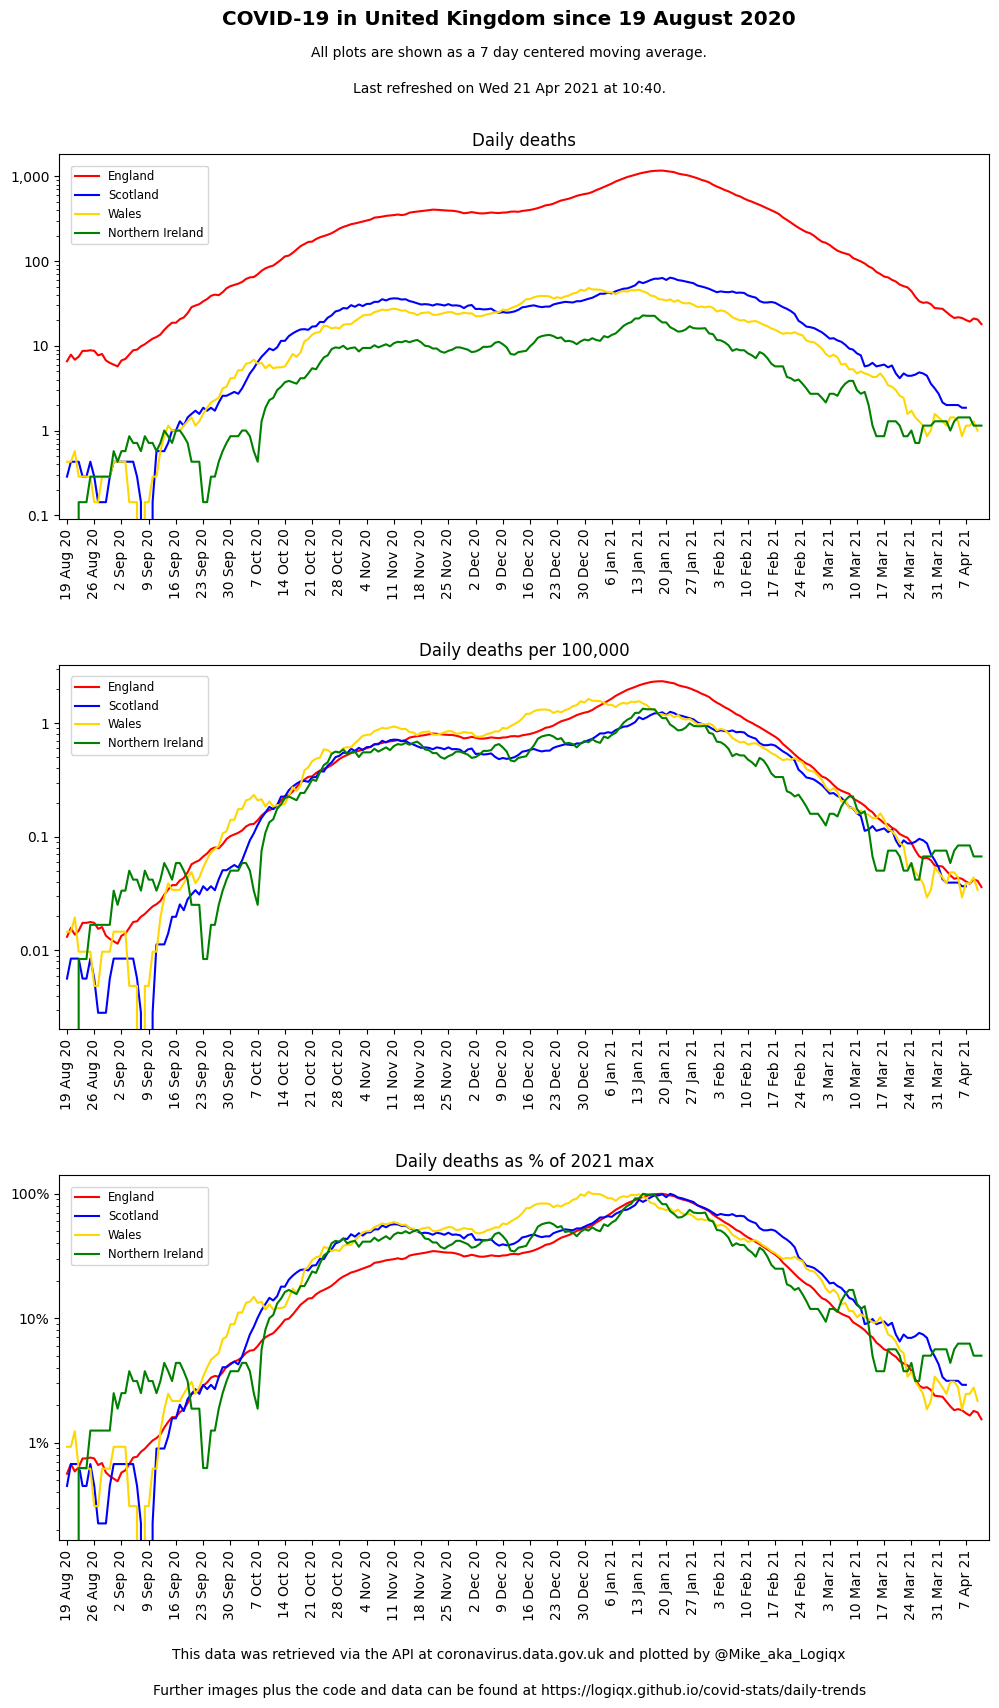 COVID-19 in United Kingdom since 19 August 2020
All plots are shown as a 7 day centered moving average.
Last refreshed on Wed 21 Apr 2021 at 10:40.
Daily deaths
England
Scotland
Wales
Northern Ireland
1,000
100
10
1
0.1
19 Aug 20
26 Aug 20
2 Sep 20
9 Sep 20
16 Sep 20
23 Sep 20
30 Sep 20
7 Oct 20
14 Oct 20
21 Oct 20
28 Oct 20
4 Nov 20
11 Nov 20
18 Nov 20
25 Nov 20
2 Dec 20
9 Dec 20
16 Dec 20
23 Dec 20
30 Dec 20
6 Jan 21
13 Jan 21
20 Jan 21
27 Jan 21
3 Feb 21
10 Feb 21
17 Feb 21
24 Feb 21
3 Mar 21
10 Mar 21
17 Mar 21
24 Mar 21
31 Mar 21
7 Apr 21
Daily deaths per 100,000
England
Scotland
Wales
Northern Ireland
1
0.1
0.01
19 Aug 20
26 Aug 20
2 Sep 20
9 Sep 20
16 Sep 20
23 Sep 20
30 Sep 20
7 Oct 20
14 Oct 20
21 Oct 20
28 Oct 20
4 Nov 20
11 Nov 20
18 Nov 20
25 Nov 20
2 Dec 20
9 Dec 20
16 Dec 20
23 Dec 20
30 Dec 20
6 Jan 21
13 Jan 21
20 Jan 21
27 Jan 21
3 Feb 21
10 Feb 21
17 Feb 21
24 Feb 21
3 Mar 21
10 Mar 21
17 Mar 21
24 Mar 21
31 Mar 21
7 Apr 21
Daily deaths as % of 2021 max
England
Scotland
Wales
Northern Ireland
100%
10%
1%
19 Aug 20
26 Aug 20
2 Sep 20
9 Sep 20
16 Sep 20
23 Sep 20
30 Sep 20
7 Oct 20
14 Oct 20
21 Oct 20
28 Oct 20
4 Nov 20
11 Nov 20
18 Nov 20
25 Nov 20
2 Dec 20
9 Dec 20
16 Dec 20
23 Dec 20
30 Dec 20
6 Jan 21
13 Jan 21
20 Jan 21
27 Jan 21
3 Feb 21
10 Feb 21
17 Feb 21
24 Feb 21
3 Mar 21
10 Mar 21
17 Mar 21
24 Mar 21
31 Mar 21
7 Apr 21
This data was retrieved via the API at coronavirus.data.gov.uk and plotted by @Mike_aka_Logiqx
Further images plus the code and data can be found at https://logiqx.github.io/covid-stats/daily-trends